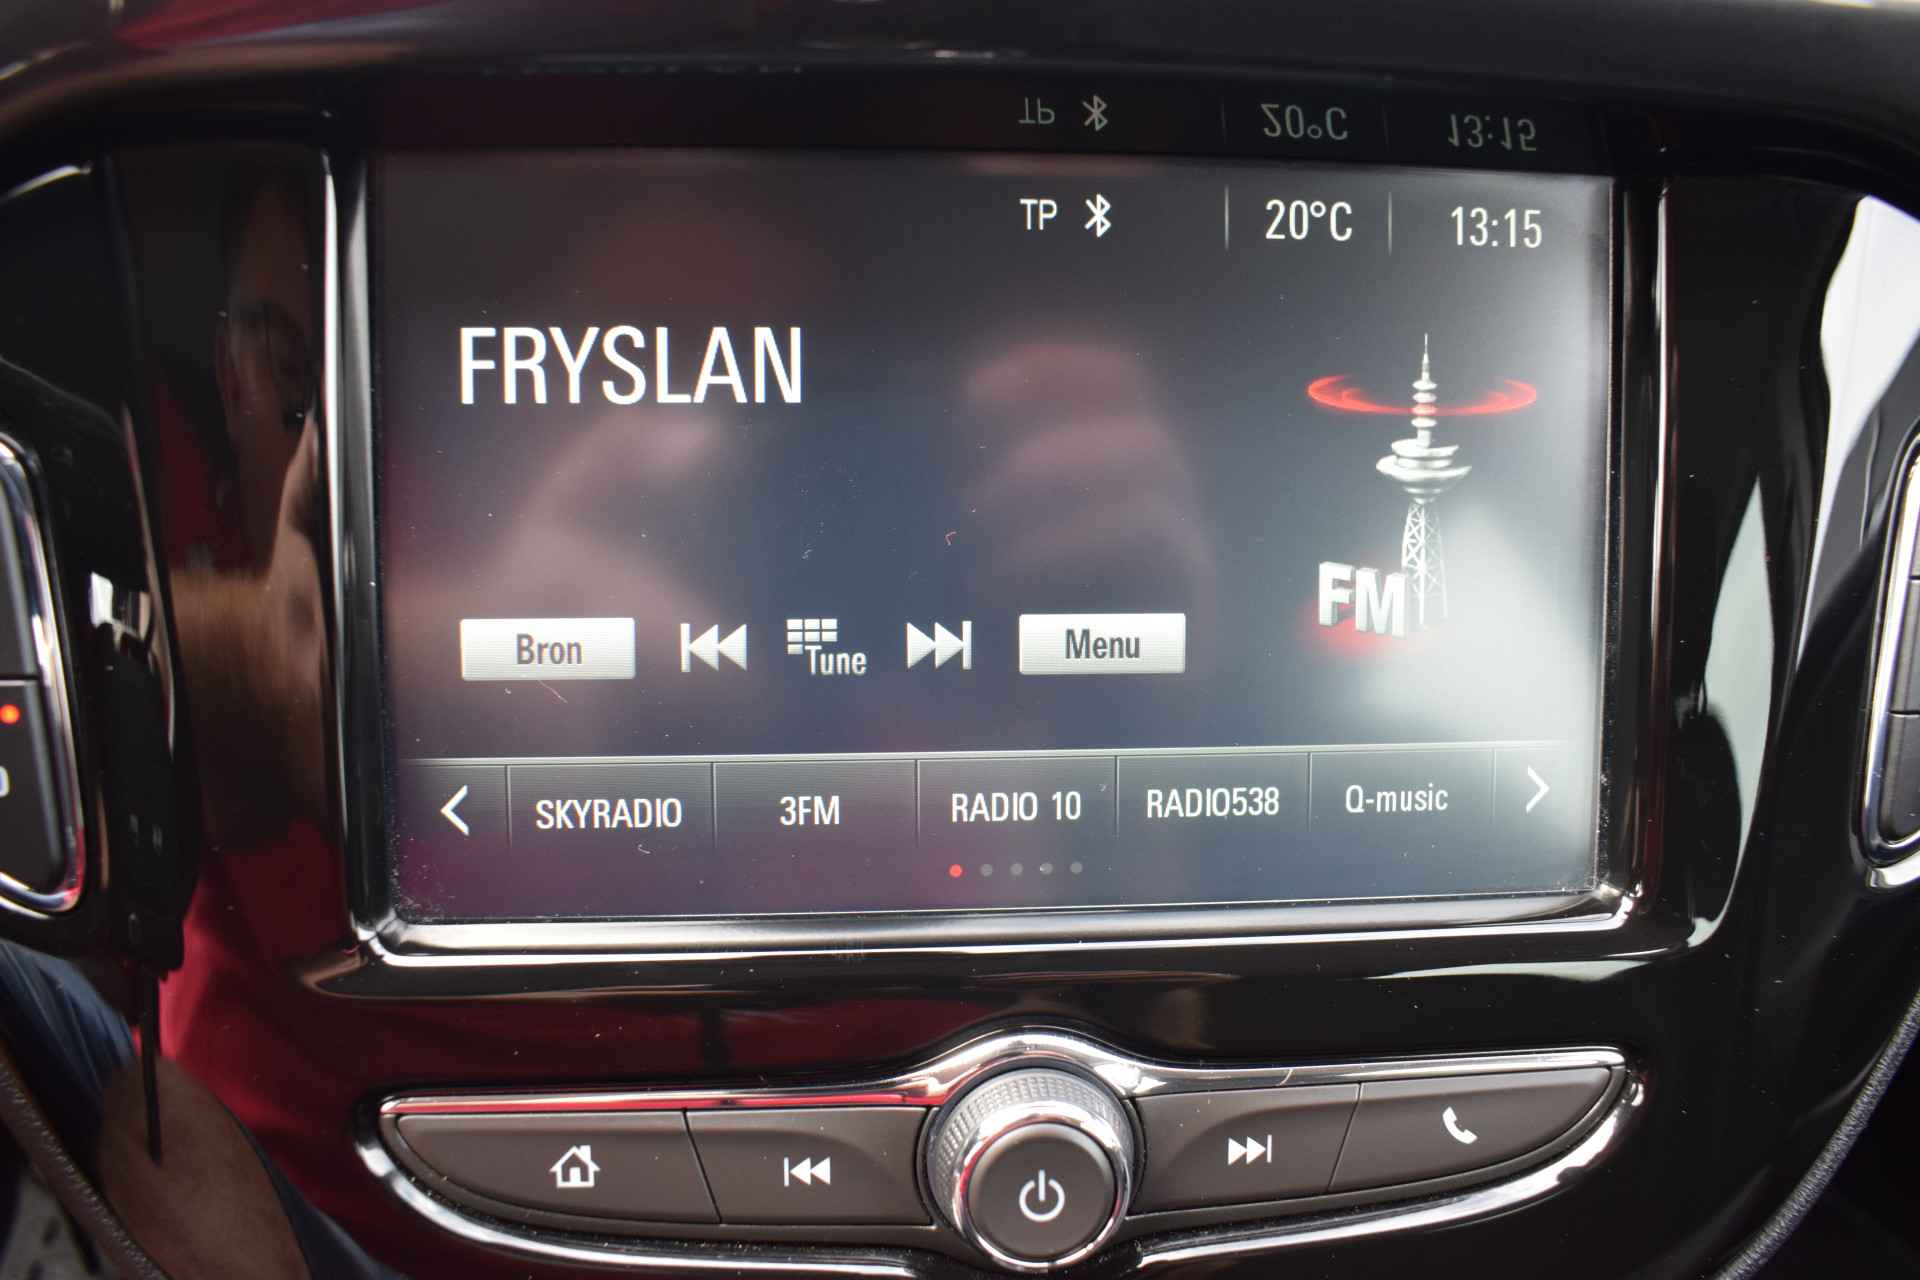 TP 20°C 13:15
FRYSLAN
FM
Bron Tune Menu
SKYRADIO 3FM RADIO 10 RADIO538 Q-music